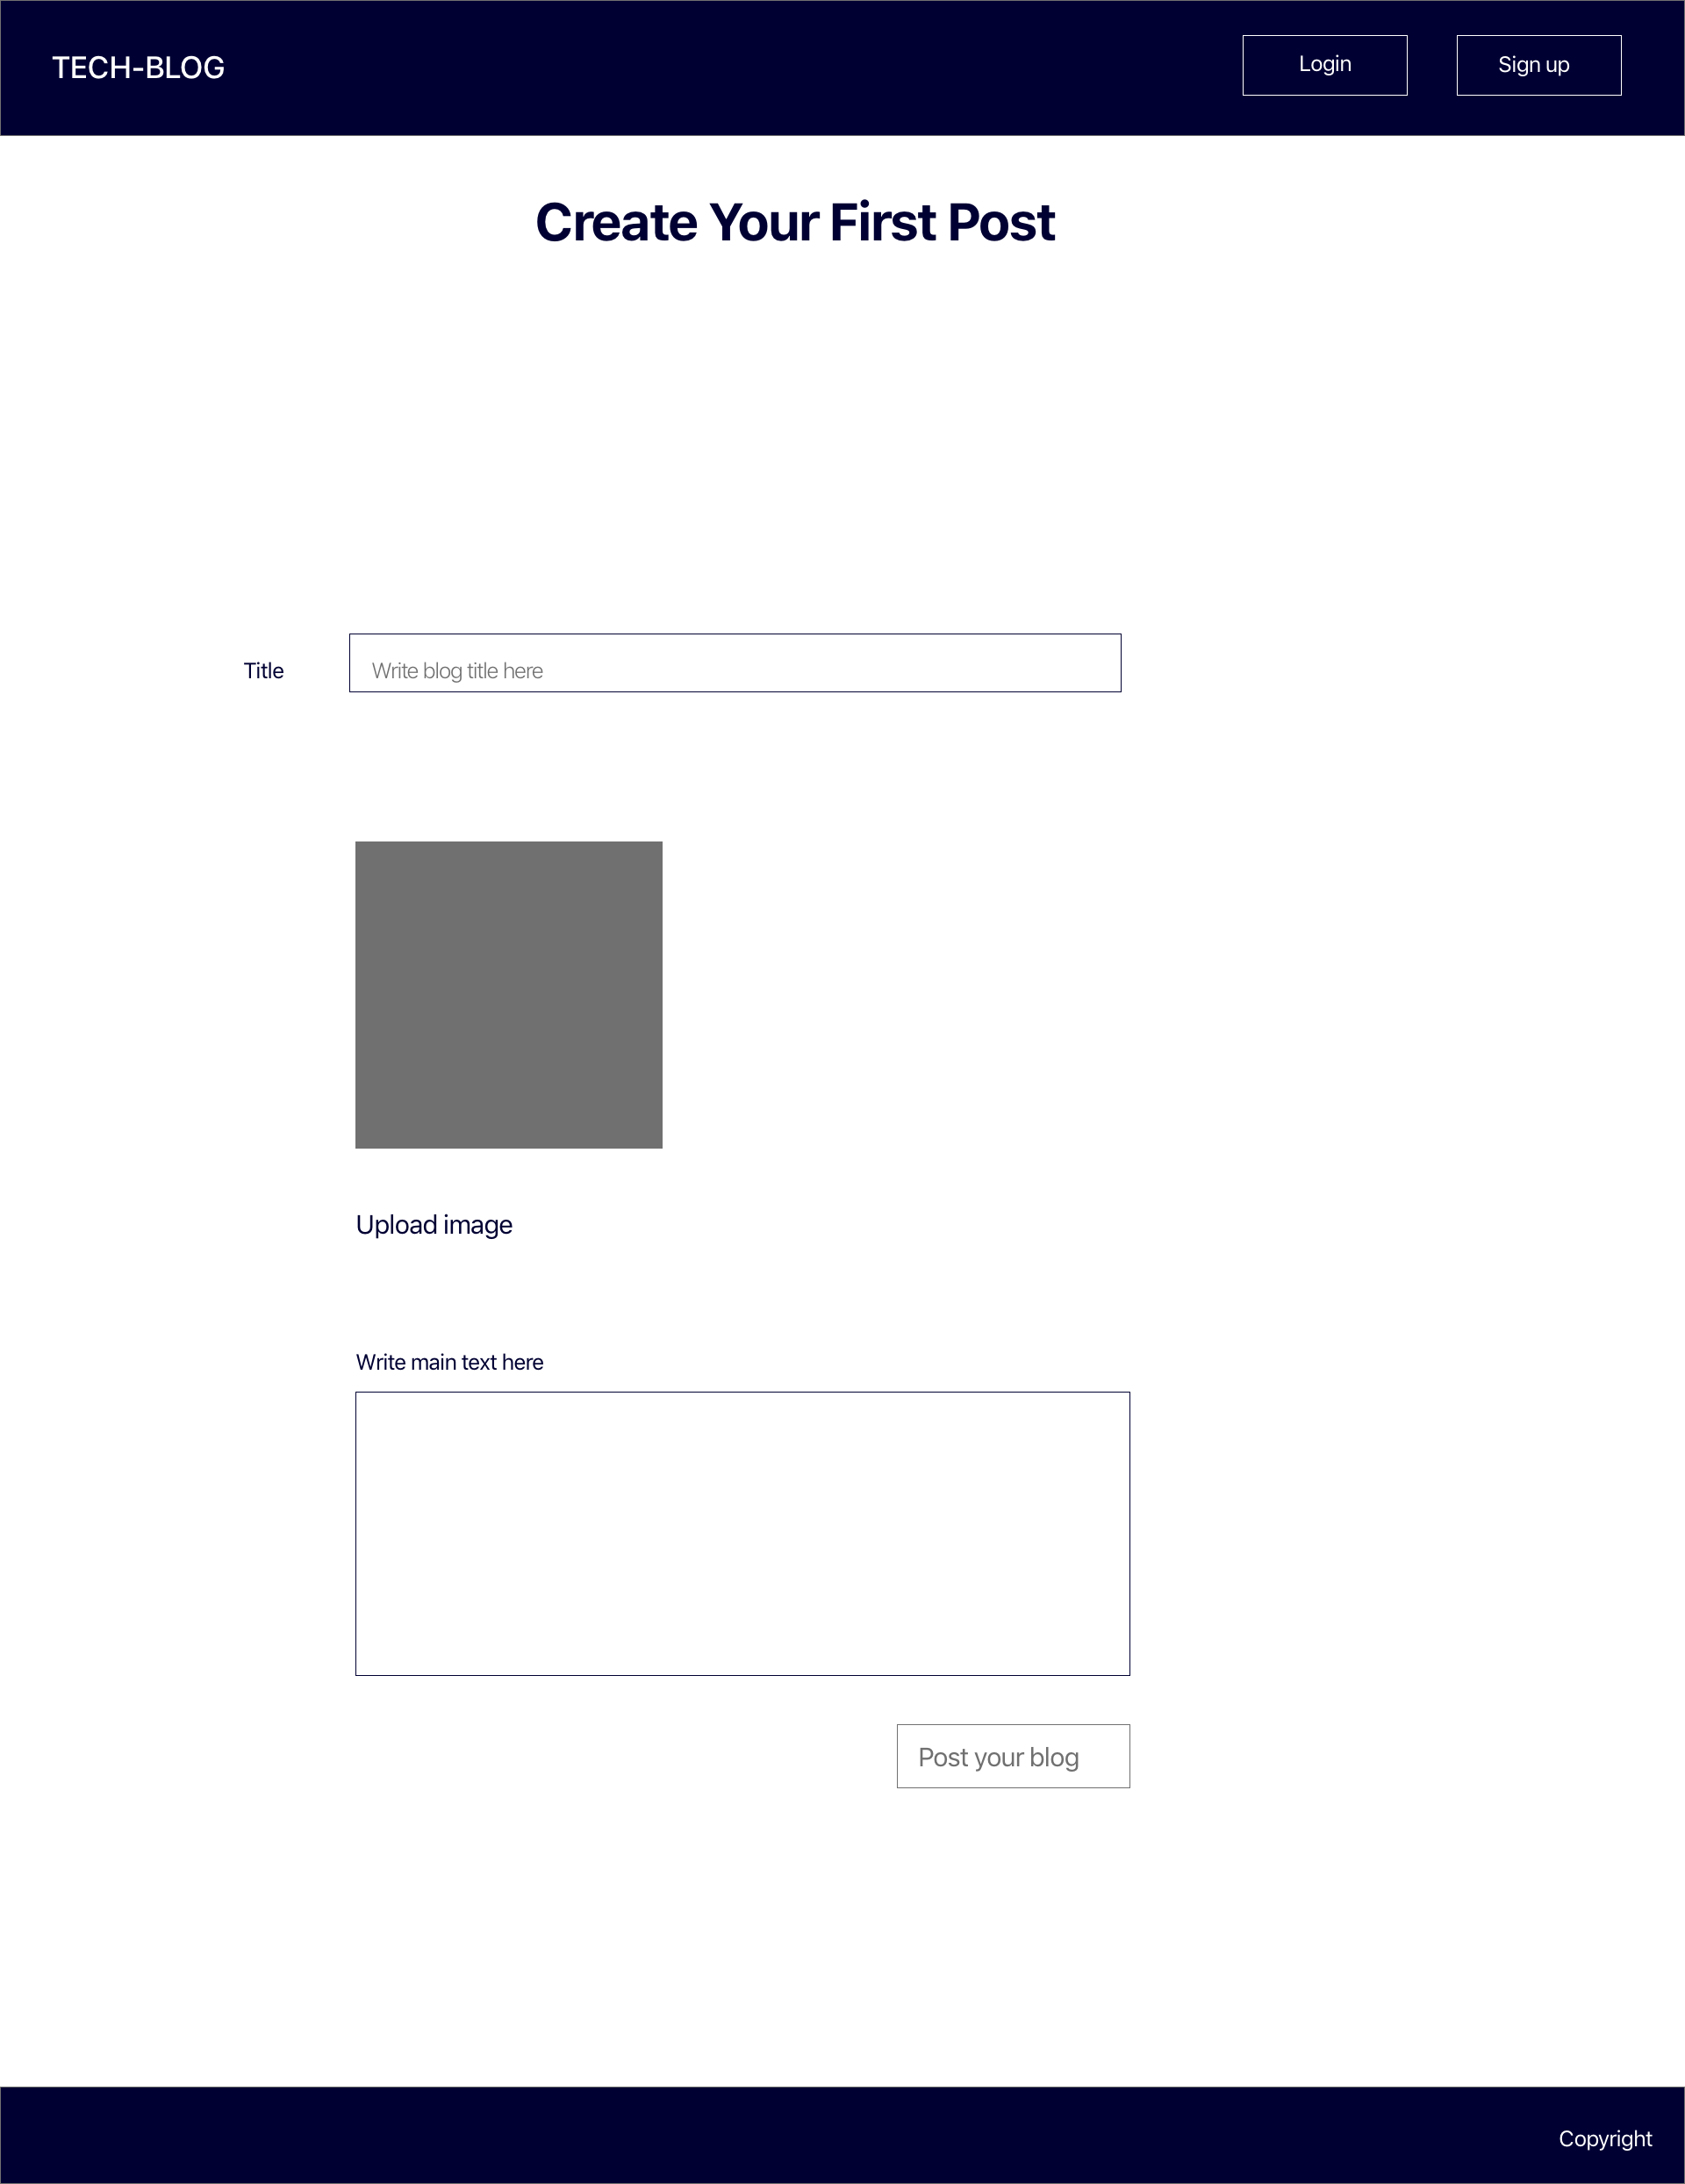 TECH-BLOG
Login
Sign up
Create Your First Post
Title
Write blog title here
Upload image
Write main text here
Post your blog
Copyright